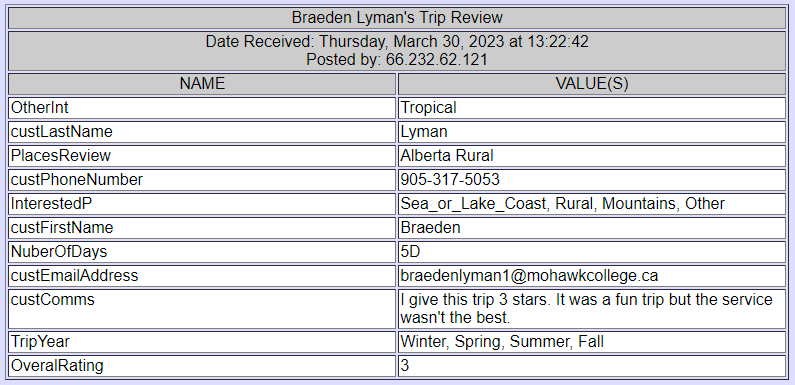 Braeden Lyman's Trip Review
Date Received: Thursday, March 30, 2023 at 13:22:42
Posted by: 66.232.62.121
NAME VALUE(S)
OtherInt Tropical
custLastName Lyman
PlacesReview Alberta Rural
custPhoneNumber 905-317-5053
InterestedP Sea_or_Lake_Coast, Rural, Mountains, Other
custFirstName Braeden
NuberOfDays 5D
custEmailAddress braedenlyman1@mohawkcollege.ca
custComms I give this trip 3 stars. It was a fun trip but the service
wasn't the best.
TripYear Winter, Spring, Summer, Fall
OveralRating 3